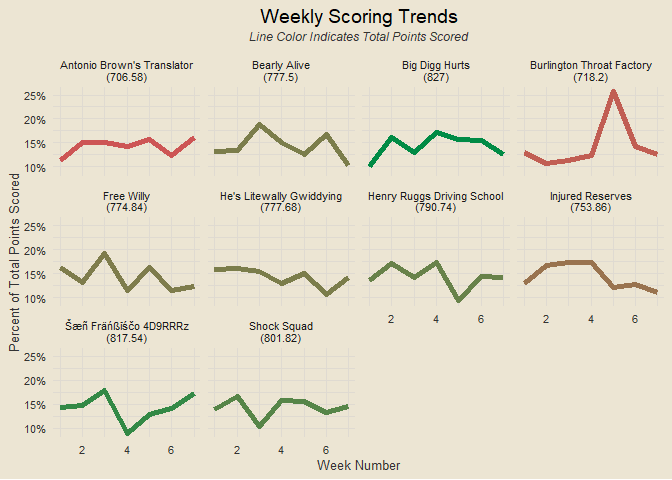 Weekly Scoring Trends
Line Color Indicates Total Points Scored
Antonio Brown's Translator
(706.58)
Bearly Alive
(777.5)
Big Digg Hurts
(827)
Burlington Throat Factory
(718.2)
25%
20%
15%
10%
Free Willy
(774.84)
He's Litewally Gwiddying
(777.68)
Henry Ruggs Driving School
(790.74)
Injured Reserves
(753.86)
25%
20%
15%
10%
2 4 6
2 4 6
Šæñ Fråńßiščo 4D9RRRz
(817.54)
Shock Squad
(801.82)
25%
20%
15%
10%
2 4 6
2 4 6
Week Number
Percent of Total Points Scored